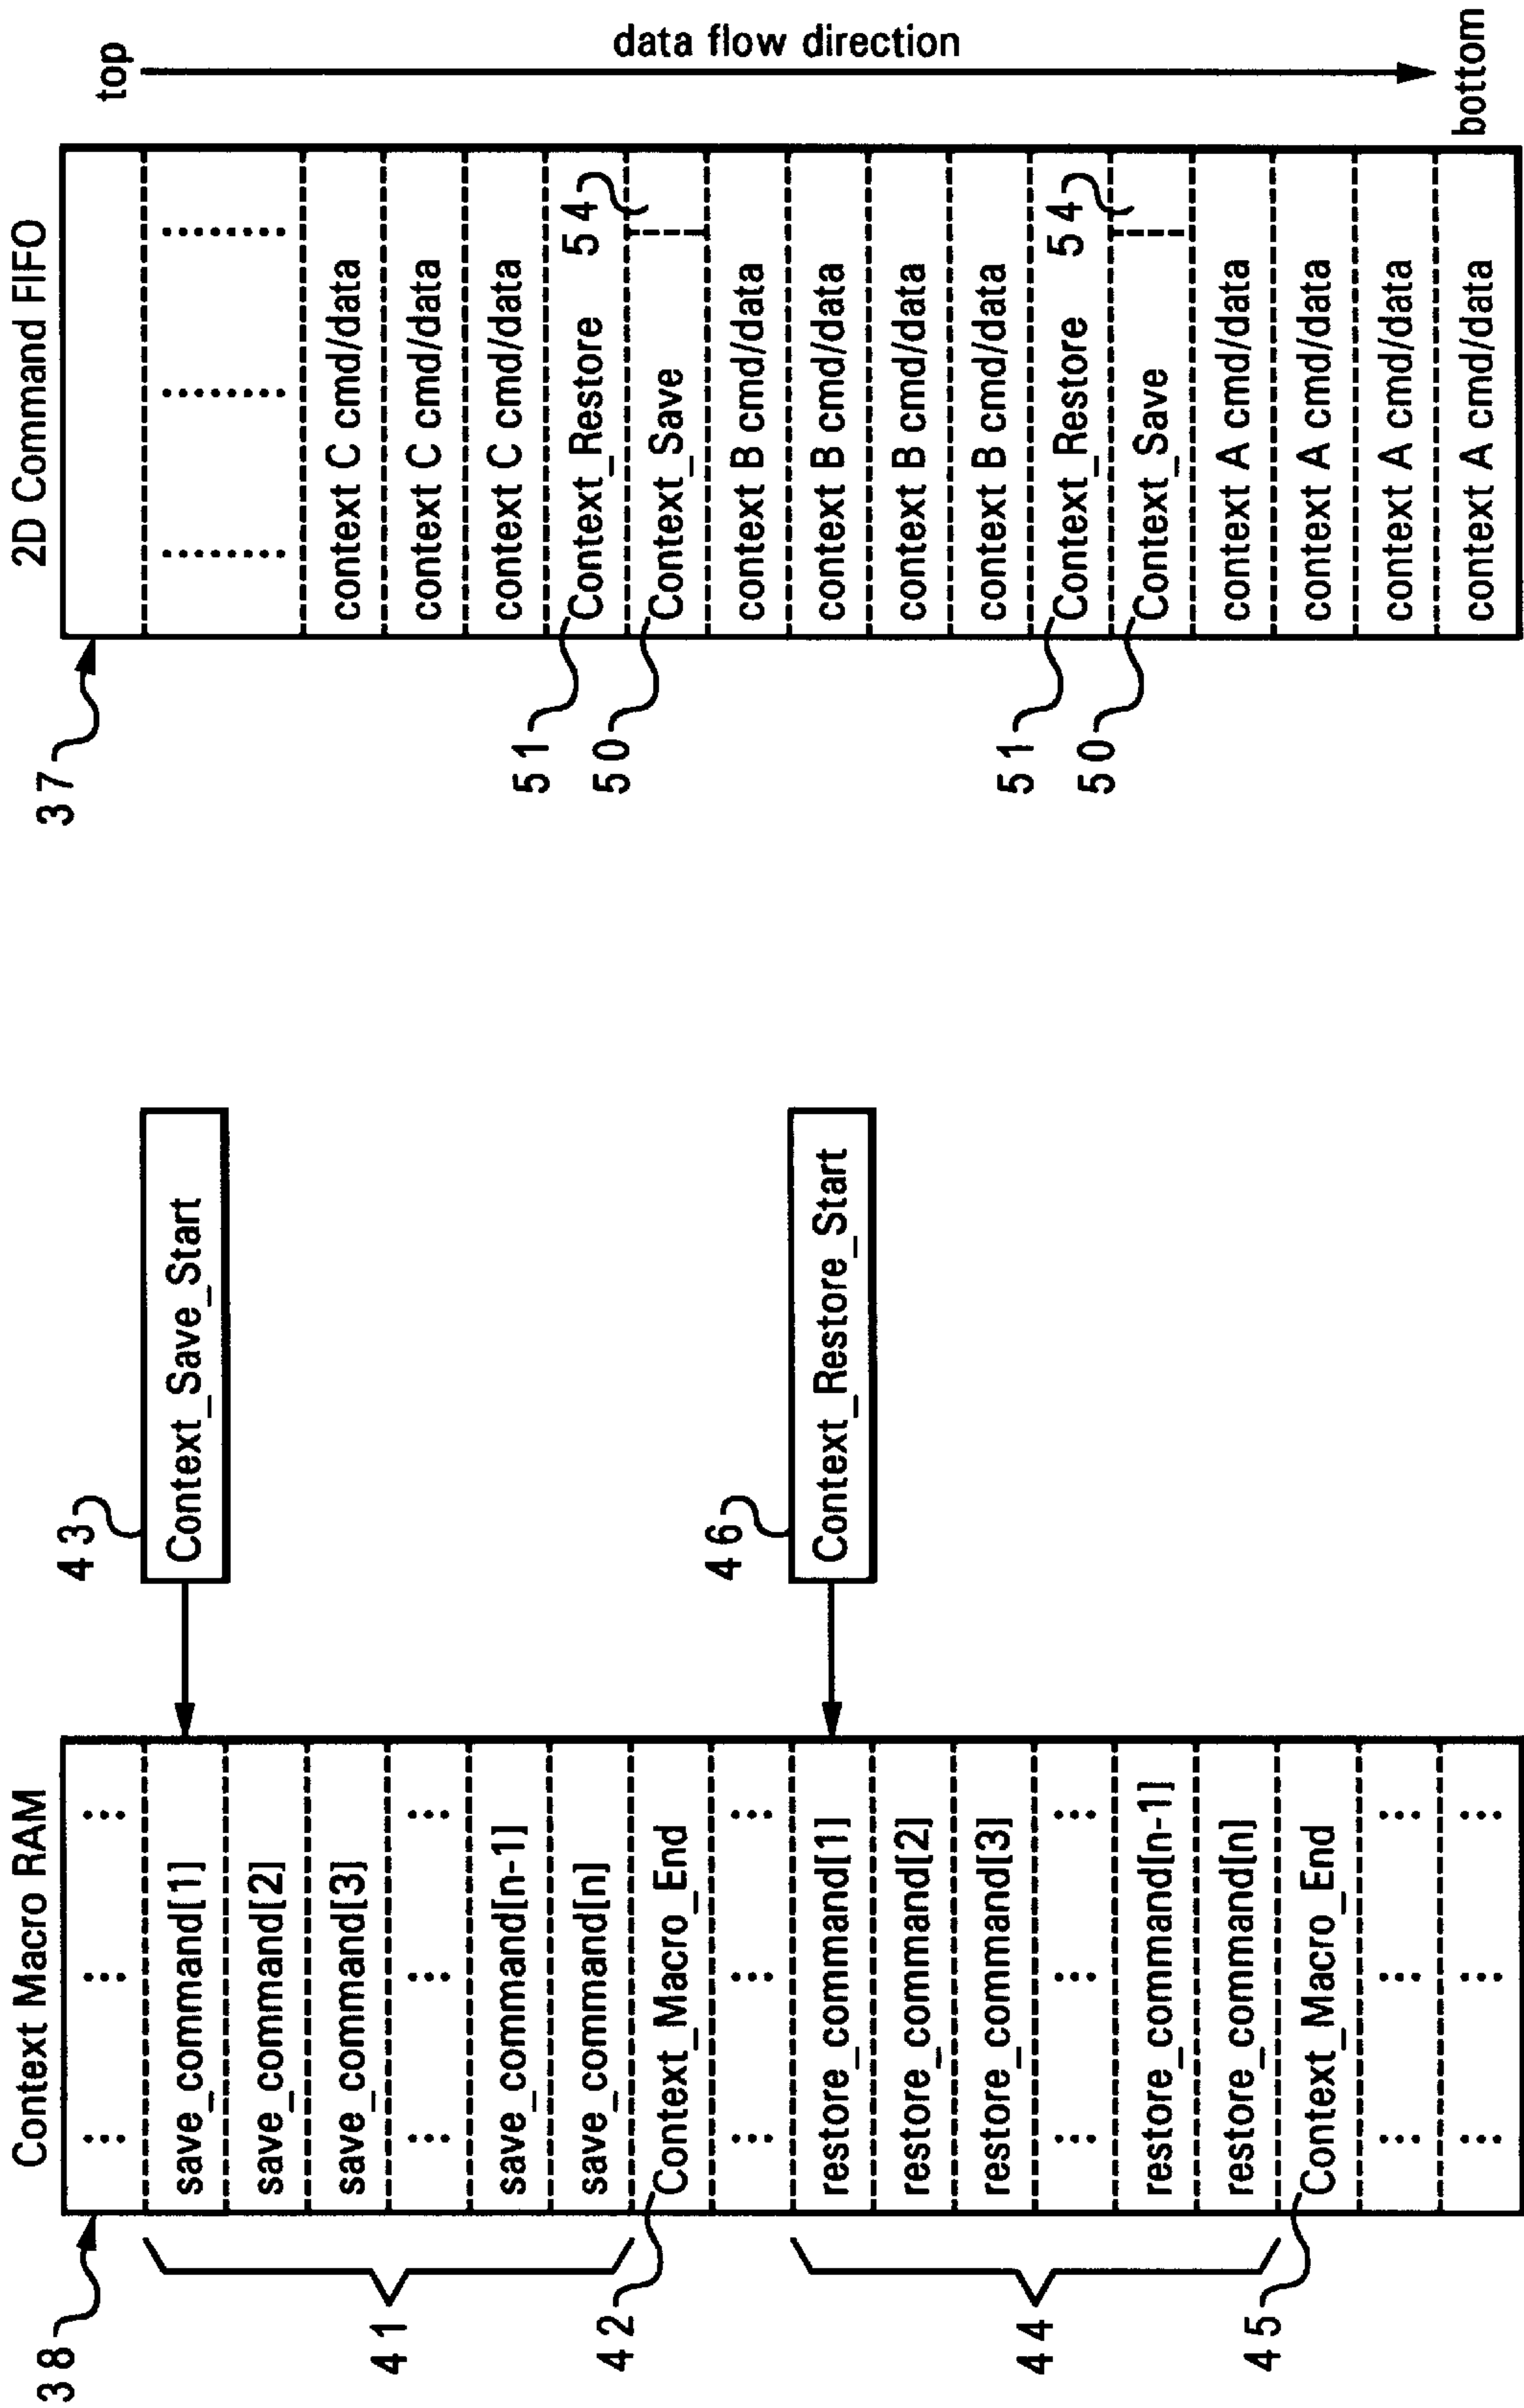 Context Macro RAM
38
⋮ ⋮ ⋮
save_command[1]
save_command[2]
save_command[3]
⋮ ⋮ ⋮
save_command[n-1]
save_command[n]
41
Context_Macro_End
42
⋮ ⋮ ⋮
restore_command[1]
restore_command[2]
restore_command[3]
⋮ ⋮ ⋮
restore_command[n-1]
restore_command[n]
44
Context_Macro_End
45
⋮ ⋮ ⋮
⋮ ⋮ ⋮
43
Context_Save_Start
46
Context_Restore_Start
2D Command FIFO
37
context C cmd/data
context C cmd/data
context C cmd/data
51
Context_Restore
54
50
Context_Save
context B cmd/data
context B cmd/data
context B cmd/data
context B cmd/data
51
Context_Restore
54
50
Context_Save
context A cmd/data
context A cmd/data
context A cmd/data
context A cmd/data
top
data flow direction
bottom